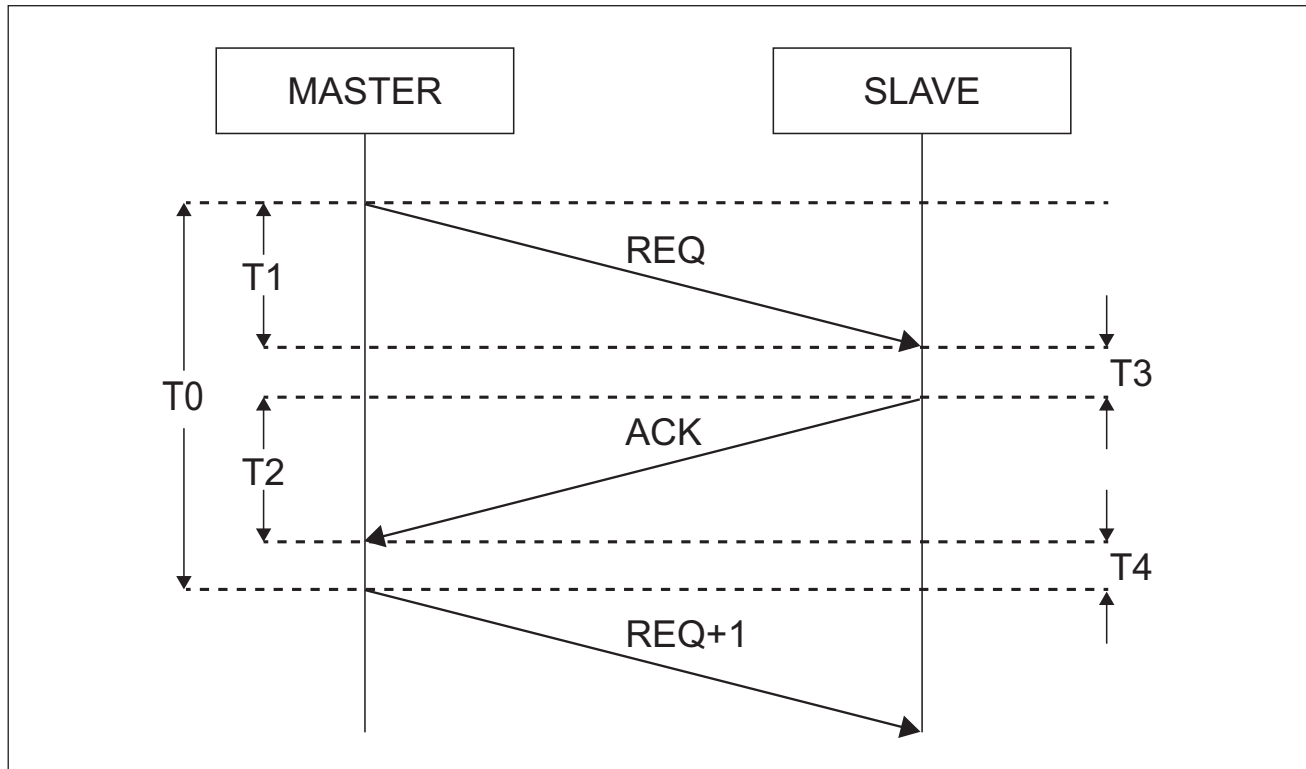 MASTER
SLAVE
REQ
T1
T3
T0
ACK
T2
T4
REQ+1